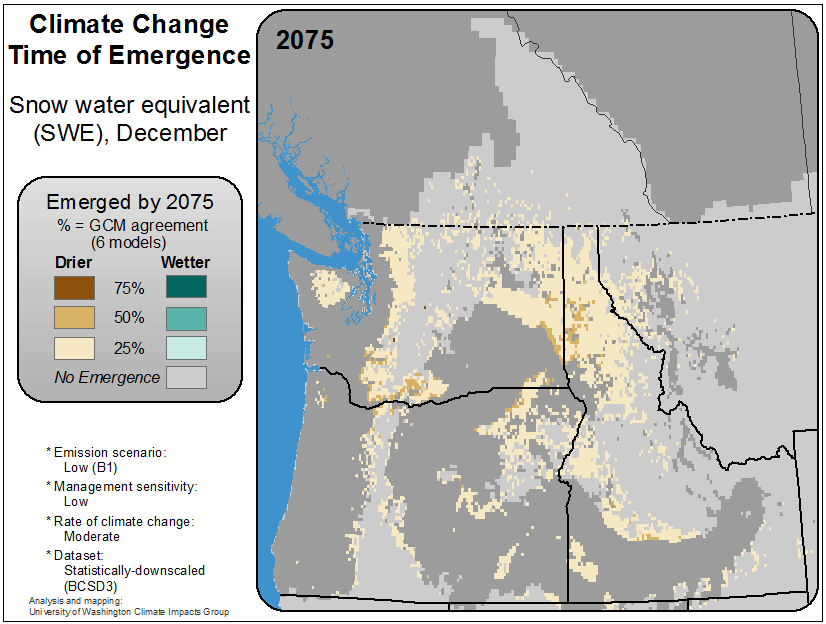 Climate Change
Time of Emergence
Snow water equivalent
(SWE), December
2075
Emerged by 2075
% = GCM agreement
(6 models)
Drier Wetter
75%
50%
25%
No Emergence
* Emission scenario:
Low (B1)
* Management sensitivity:
Low
* Rate of climate change:
Moderate
* Dataset:
Statistically-downscaled
(BCSD3)
Analysis and mapping:
University of Washington Climate Impacts Group